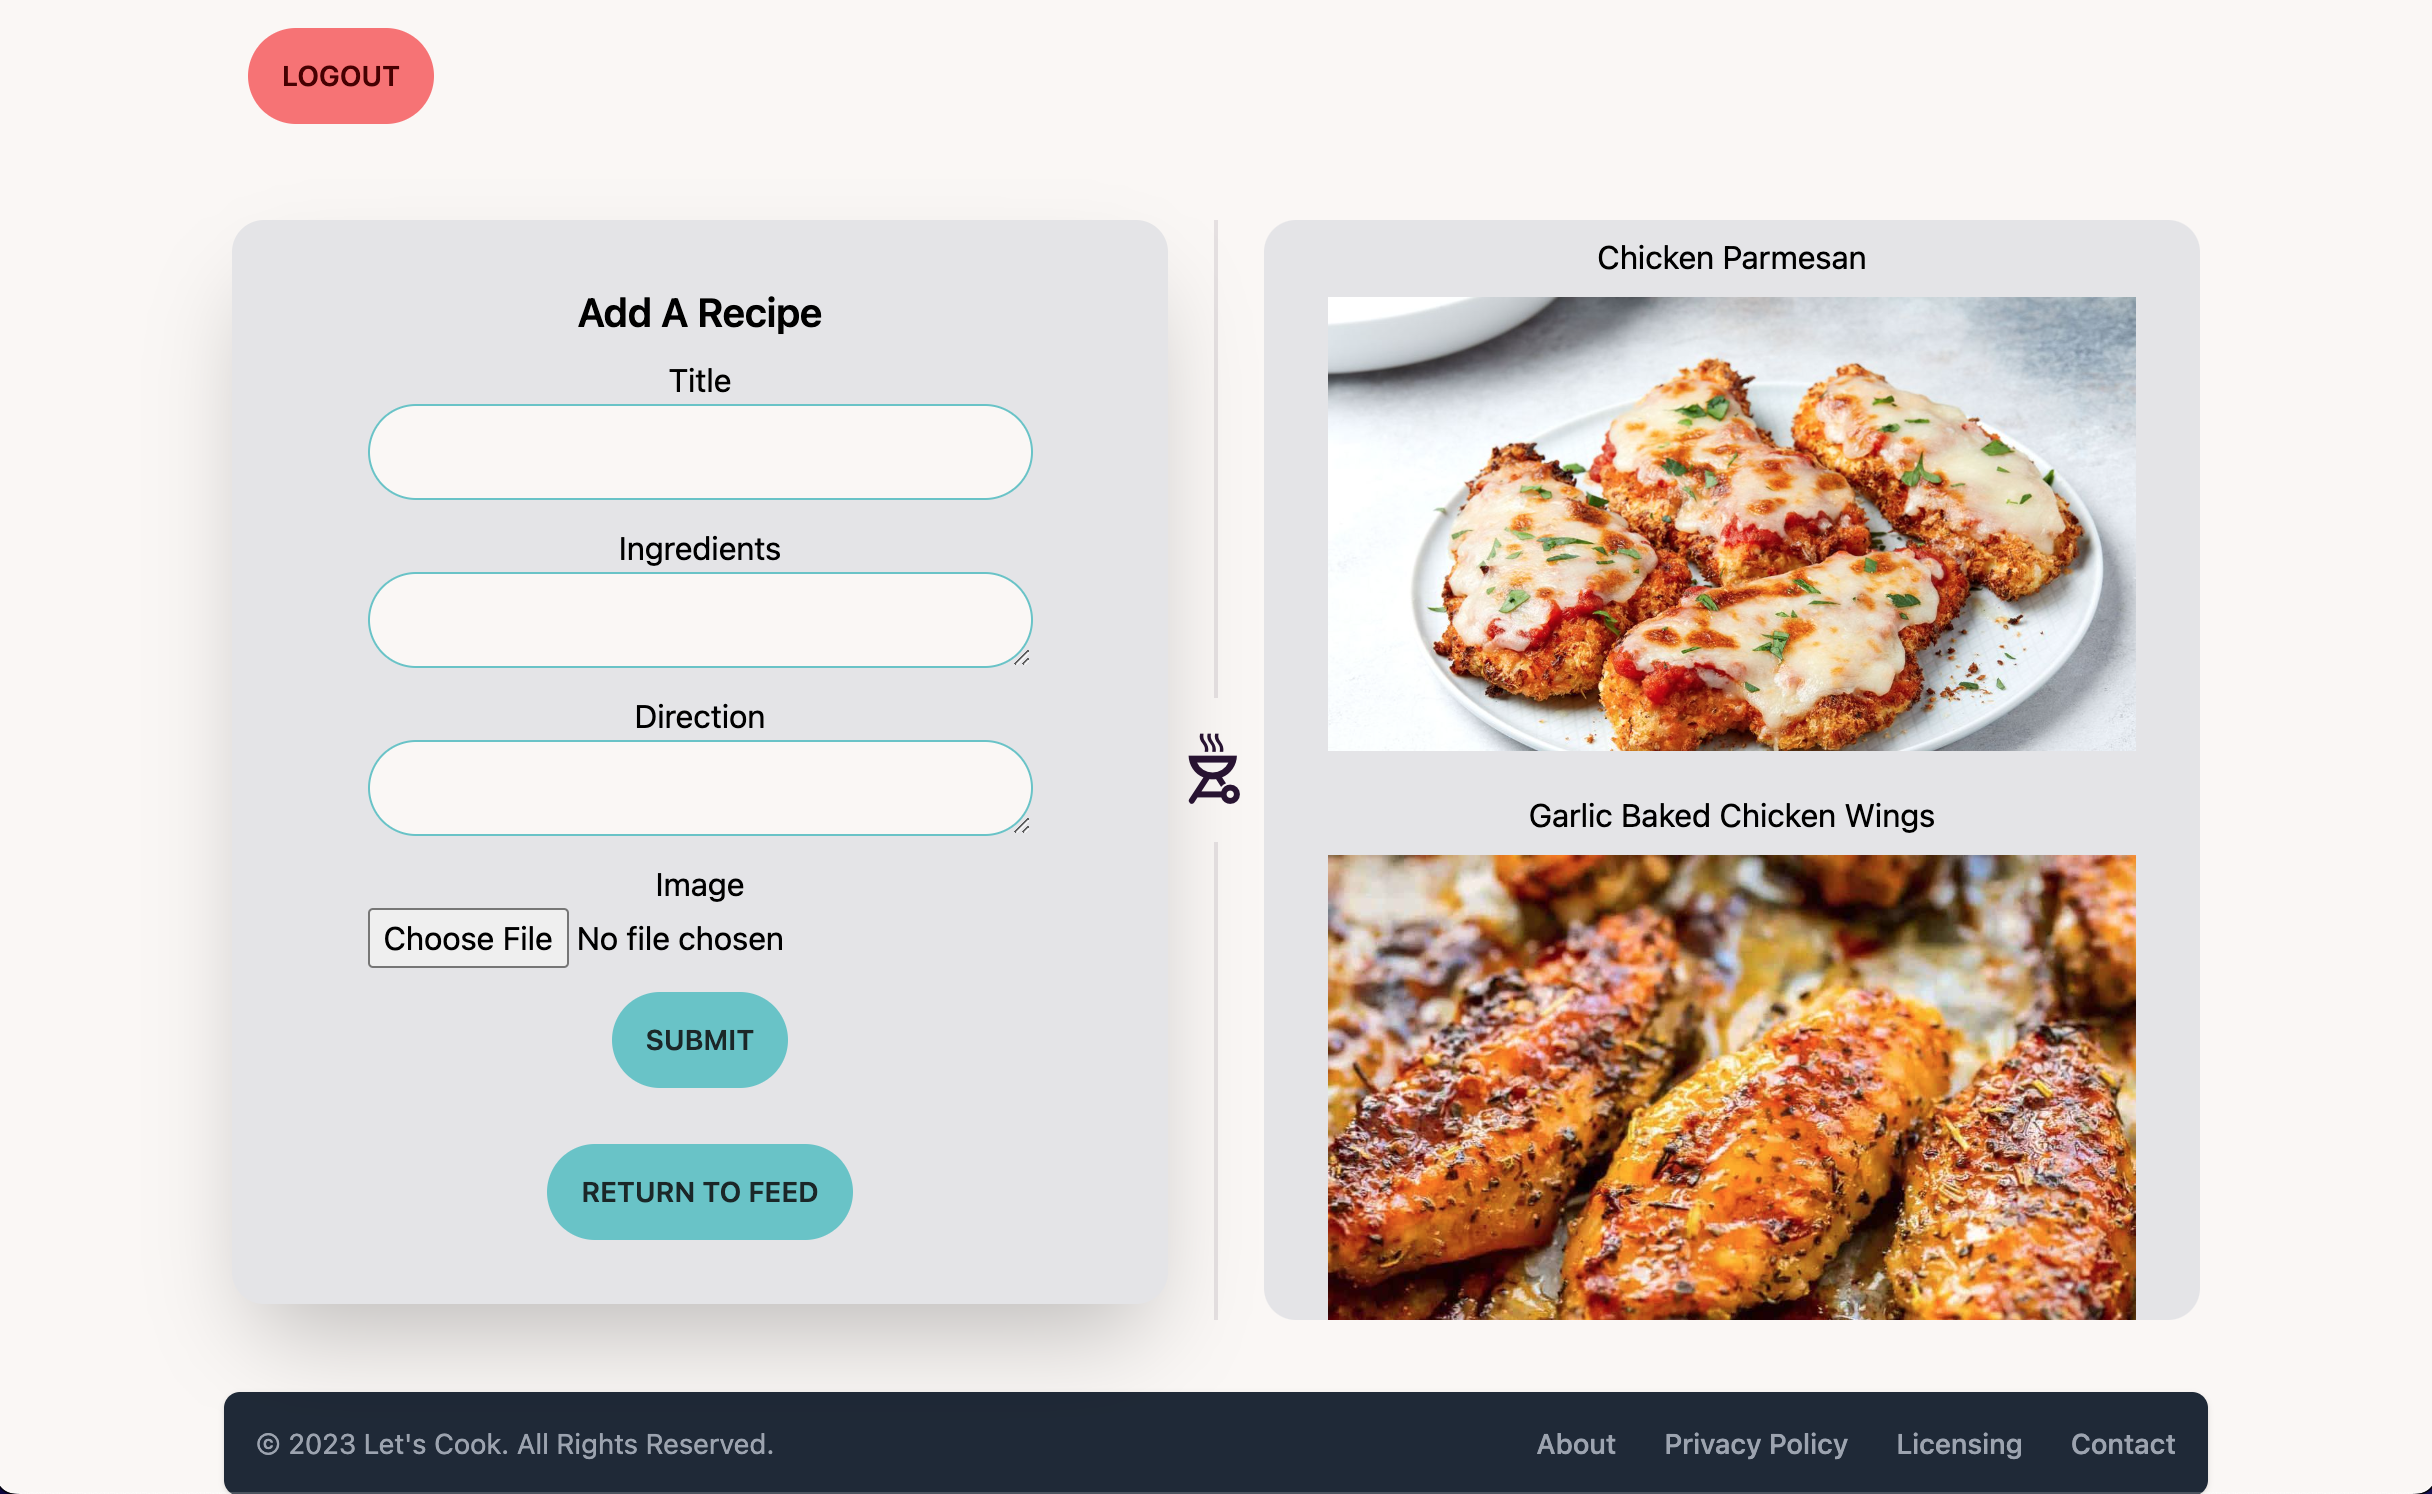 LOGOUT
Add A Recipe
Title
Ingredients
Direction
Image
Choose File No file chosen
SUBMIT
RETURN TO FEED
Chicken Parmesan
Garlic Baked Chicken Wings
© 2023 Let's Cook. All Rights Reserved.
About Privacy Policy Licensing Contact